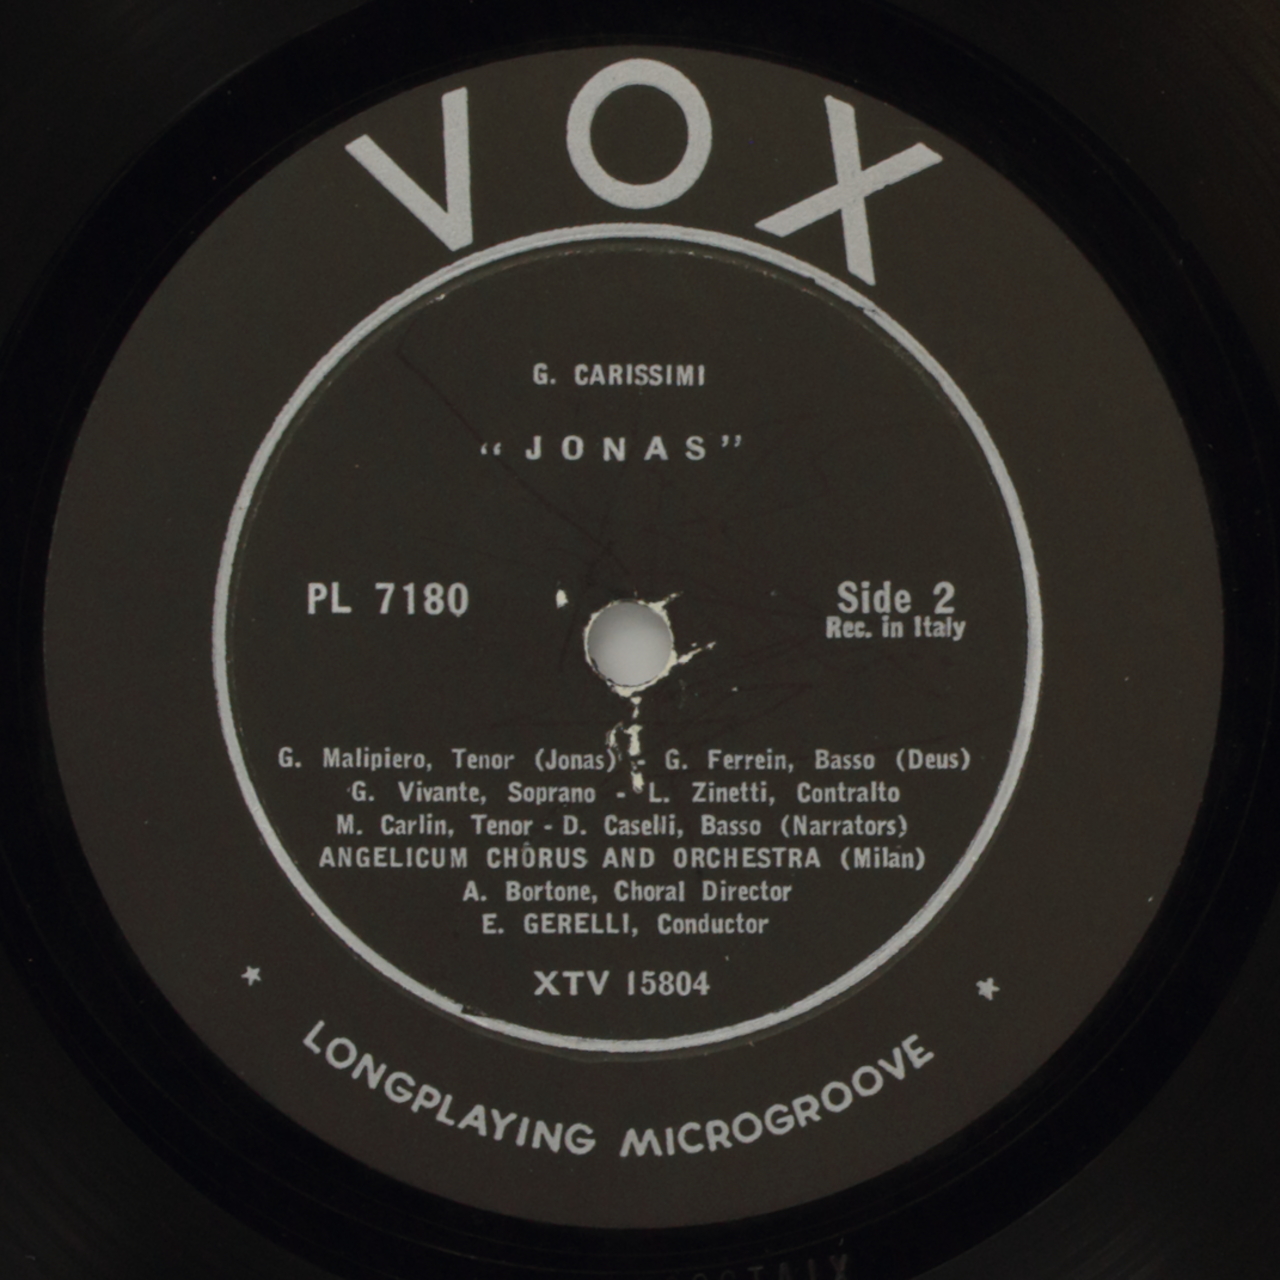 VOX
G. CARISSIMI
"JONAS"
PL 7180
Side 2
Rec. in Italy
G. Malipiero, Tenor (Jonas) - G. Ferrein, Basso (Deus)
G. Vivante, Soprano - L. Zinetti, Contralto
M. Carlin, Tenor - D. Caselli, Basso (Narrators)
ANGELICUM CHORUS AND ORCHESTRA (Milan)
A. Bortone, Choral Director
E. GERELLI, Conductor
XTV 15804
LONGPLAYING MICROGROOVE